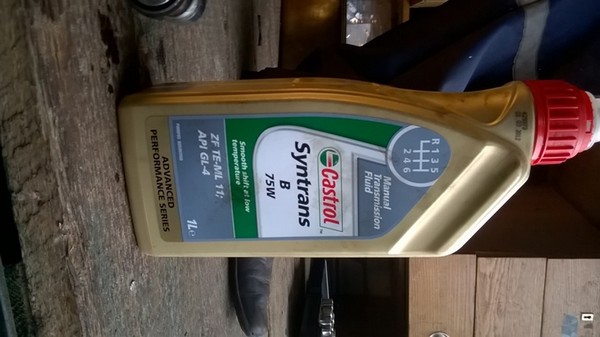 R 1 3 5
2 4 6
Manual
Transmission
Fluid
Castrol
Syntrans
B
75W
Smooth shift at low
temperature
ZF TE-ML 11;
API GL-4
1L
ADVANCED
PERFORMANCE SERIES